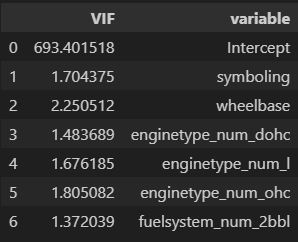 VIF variable
0 693.401518 Intercept
1 1.704375 symboling
2 2.250512 wheelbase
3 1.483689 enginetype_num_dohc
4 1.676185 enginetype_num_l
5 1.805082 enginetype_num_ohc
6 1.372039 fuelsystem_num_2bbl